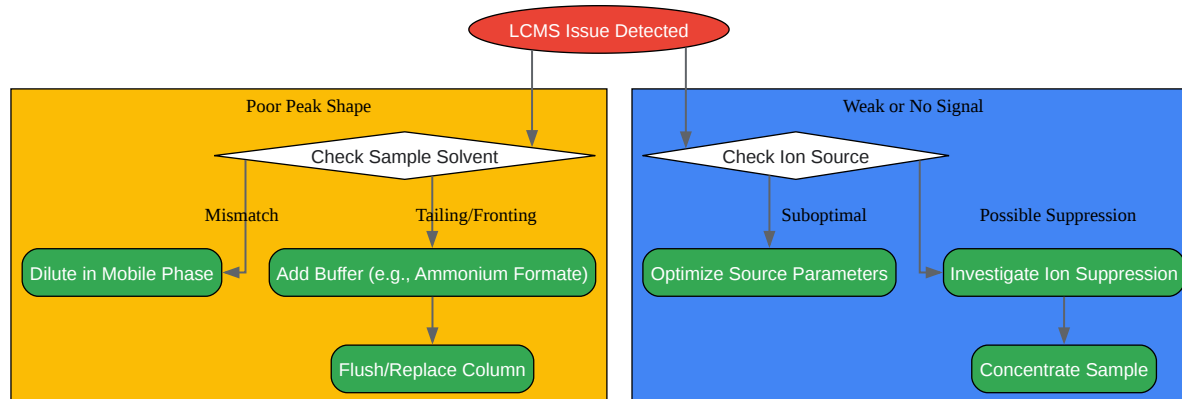 LCMS Issue Detected
Poor Peak Shape
Weak or No Signal
Check Sample Solvent
Check Ion Source
Mismatch
Tailing/Fronting
Suboptimal
Possible Suppression
Dilute in Mobile Phase
Add Buffer (e.g., Ammonium Formate)
Optimize Source Parameters
Investigate Ion Suppression
Flush/Replace Column
Concentrate Sample